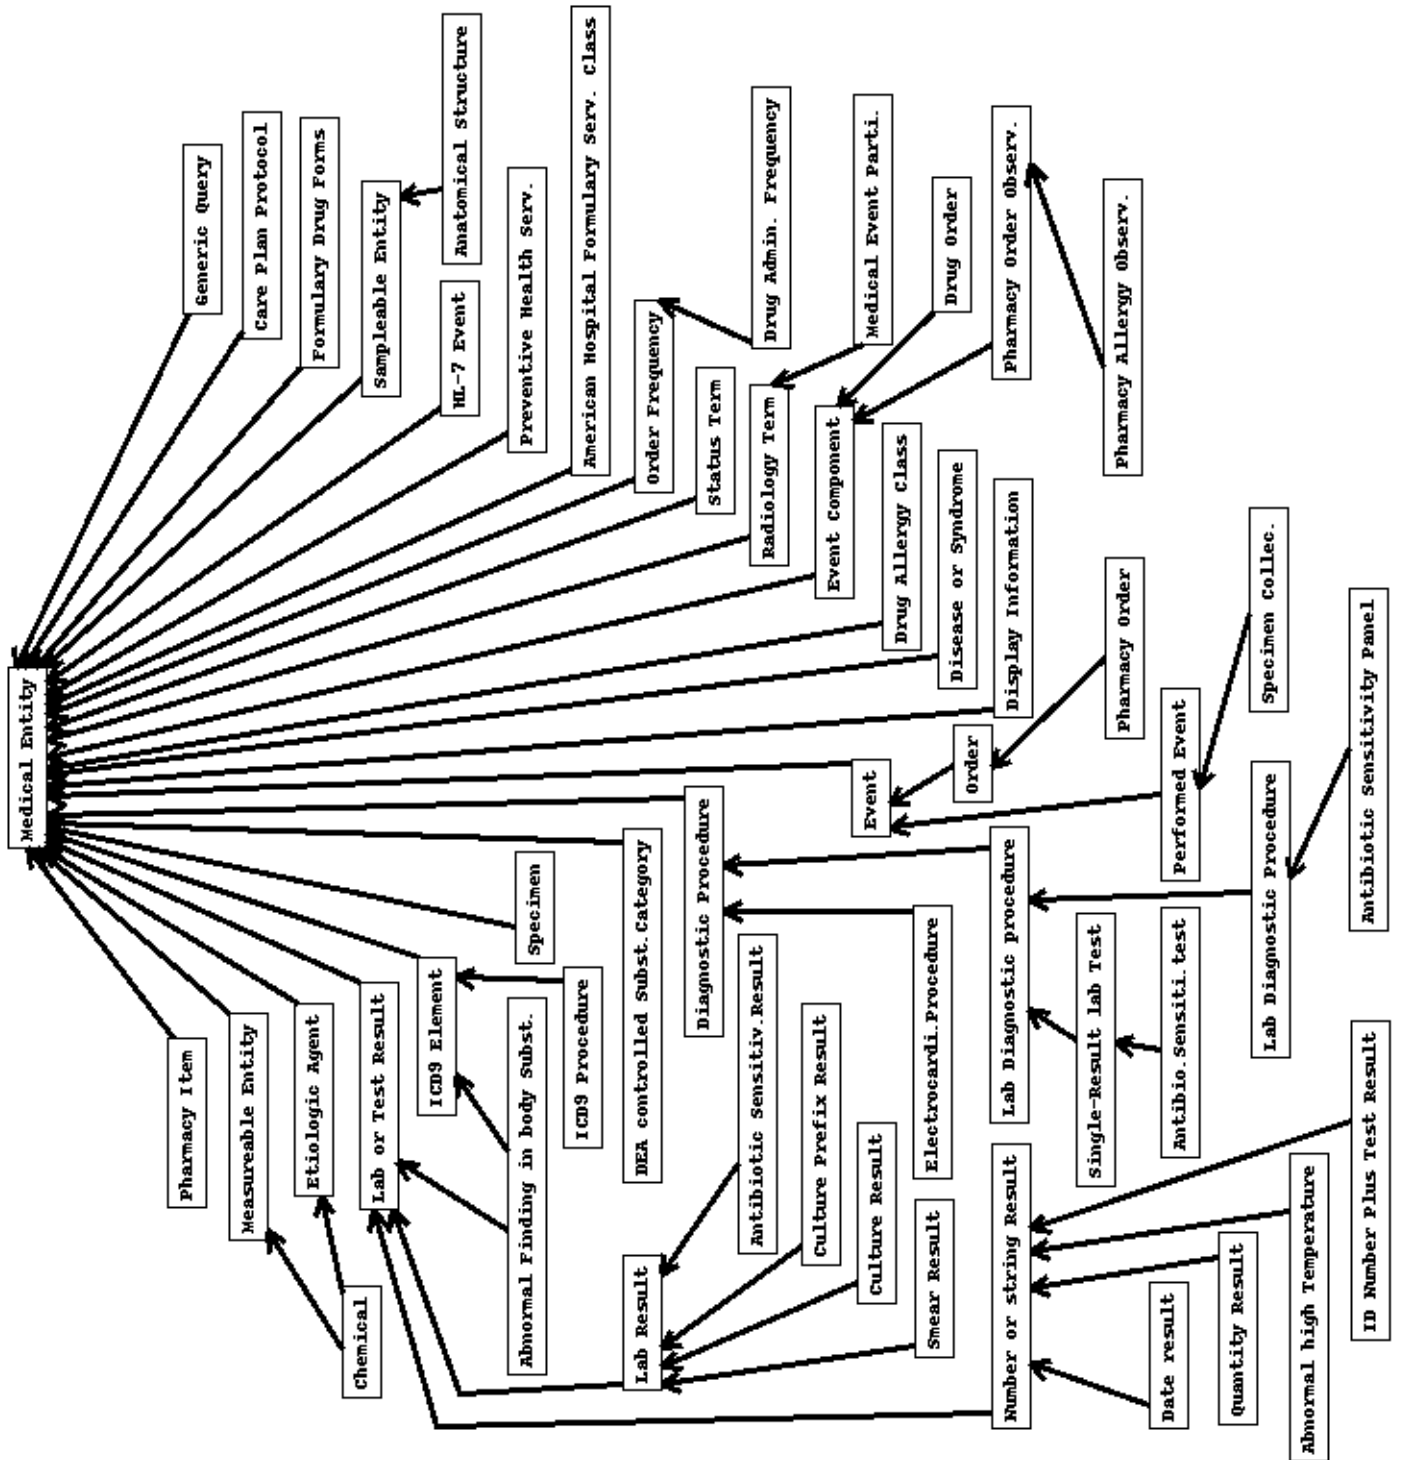 Medical Entity
Pharmacy Item
Measureable Entity
Etiologic Agent
Chemical
Lab or Test Result
ICD9 Element
Abnormal Finding in body Subst.
ICD9 Procedure
Specimen
DEA controlled Subst.Category
Lab Result
Diagnostic Procedure
Antibiotic Sensitiv.Result
Culture Prefix Result
Culture Result
Smear Result
Electrocardi.Procedure
Event
Order
Lab Diagnostic procedure
Number or string Result
Single-Result lab Test
Antibio.Sensiti.test
Date result
Quantity Result
Abnormal high Temperature
ID Number Plus Test Result
Performed Event
Lab Diagnostic Procedure
Antibiotic Sensitivity Panel
Specimen Collec.
Pharmacy Order
Display Information
Disease or Syndrome
Drug Allergy Class
Event Component
Radiology Term
Status Term
Order Frequency
American Hospital Formulary Serv. Class
Preventive Health Serv.
HL-7 Event
Sampleable Entity
Anatomical Structure
Formulary Drug Forms
Care Plan Protocol
Generic Query
Drug Admin. Frequency
Medical Event Parti.
Drug Order
Pharmacy Order Observ.
Pharmacy Allergy Observ.